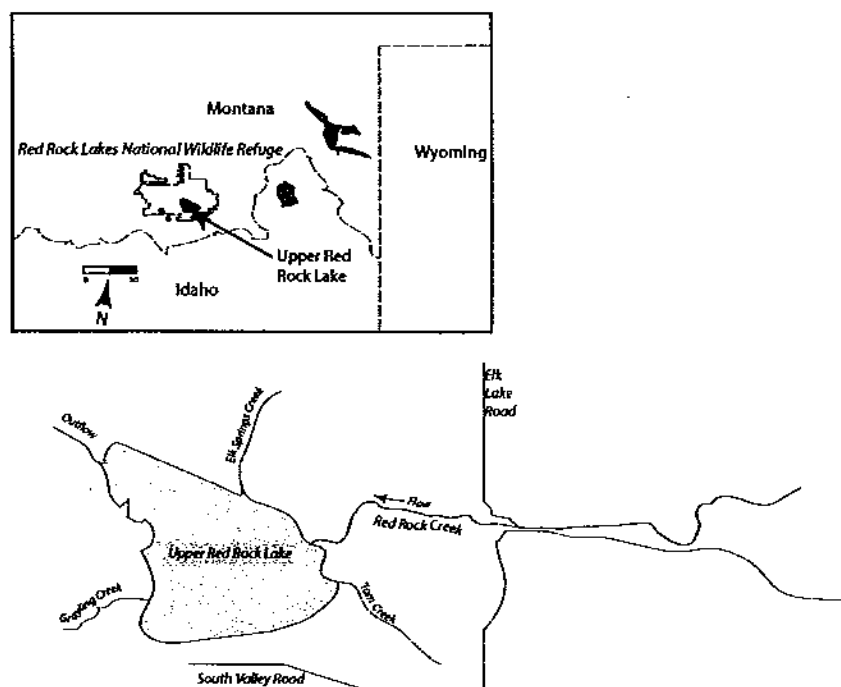 Montana
Red Rock Lakes National Wildlife Refuge
Wyoming
Upper Red
Rock Lake
Idaho
N
Elk
Lake
Road
Outflow
Elk Springs Creek
Flow
Red Rock Creek
Upper Red Rock Lake
Grayling Creek
Tom Creek
South Valley Road